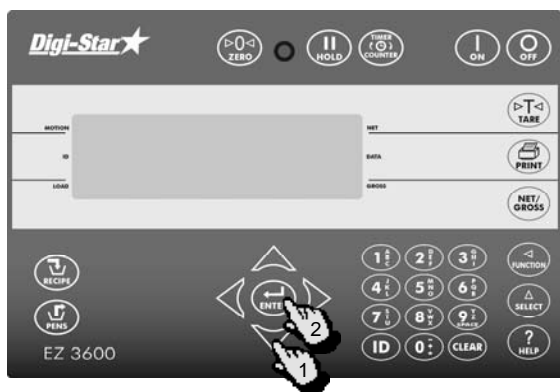 Digi-Star
▷0◁
ZERO
HOLD
TIMER
COUNTER
ON
OFF
MOTION
NET
▷T◁
TARE
ID
DATA
PRINT
LOAD
GROSS
NET/
GROSS
RECIPE
PENS
ENTER
2
1
1 A B C
2 D E F
3 G H I
FUNCTION
4 J K L
5 M N O
6 P Q R
SELECT
7 S T U
8 V W X
9 Y Z SPACE
ID
0
CLEAR
?
HELP
EZ 3600